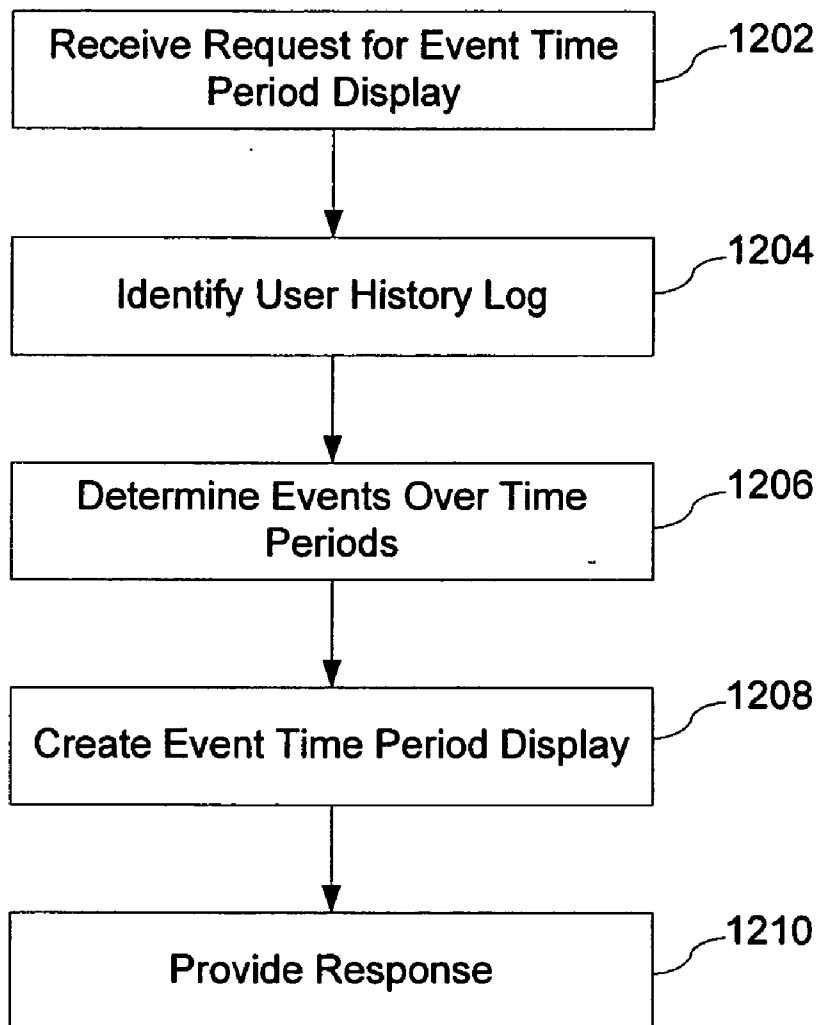 Receive Request for Event Time
Period Display
1202
Identify User History Log
1204
Determine Events Over Time
Periods
1206
Create Event Time Period Display
1208
Provide Response
1210